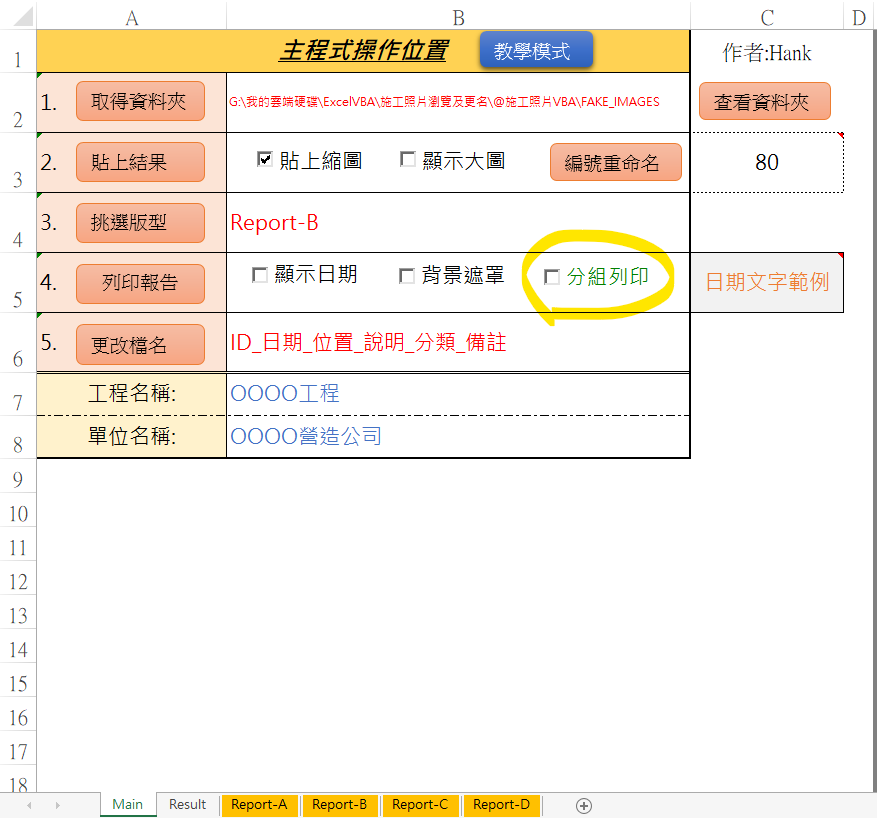 A B C D
1 主程式操作位置 教學模式 作者:Hank
2 1. 取得資料夾 G:\我的雲端硬碟\ExcelVBA\施工照片瀏覽及更名\@施工照片VBA\FAKE_IMAGES 查看資料夾
3 2. 貼上結果 貼上縮圖 顯示大圖 編號重命名 80
4 3. 挑選版型 Report-B
5 4. 列印報告 顯示日期 背景遮罩 分組列印 日期文字範例
6 5. 更改檔名 ID_日期_位置_說明_分類_備註
7 工程名稱: OOOO工程
8 單位名稱: OOOO營造公司
9
10
11
12
13
14
15
16
17
18
Main Result Report-A Report-B Report-C Report-D